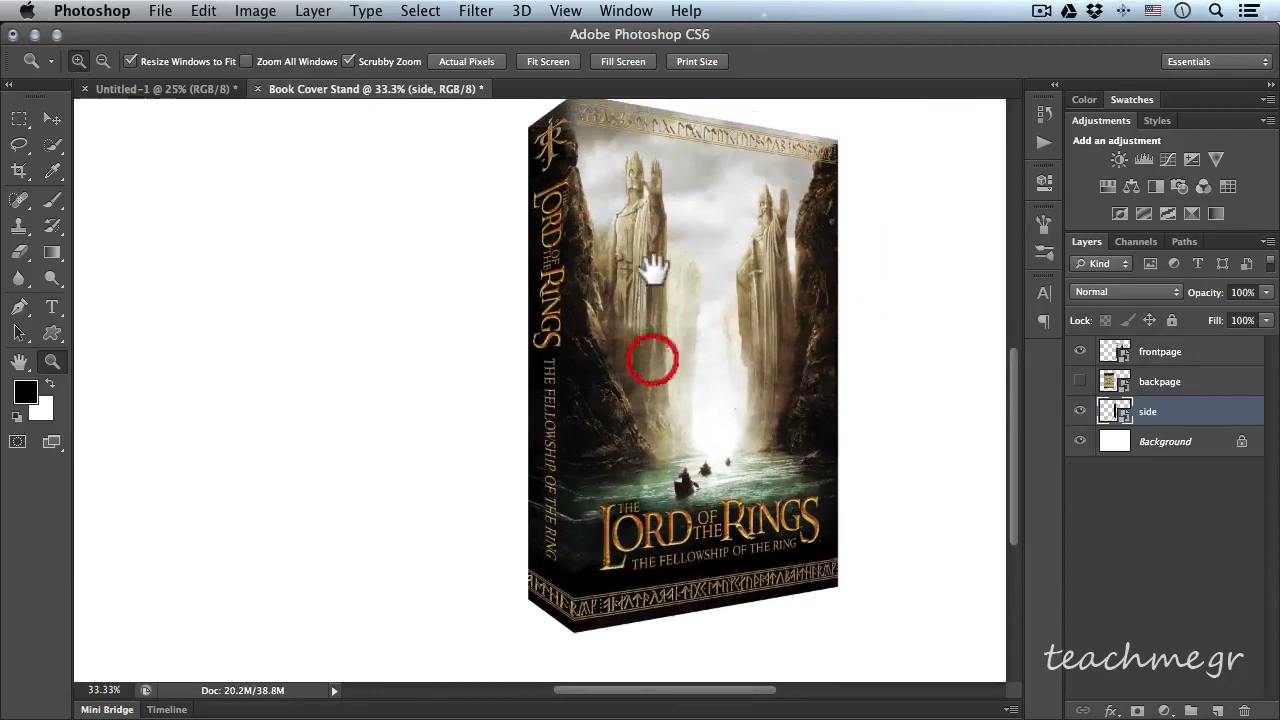 Photoshop File Edit Image Layer Type Select Filter 3D View Window Help
Adobe Photoshop CS6
Resize Windows to Fit Zoom All Windows Scrubby Zoom Actual Pixels Fit Screen Fill Screen Print Size Essentials
Untitled-1 @ 25% (RGB/8) * Book Cover Stand @ 33.3% (side, RGB/8) *
Color Swatches
Adjustments Styles
Add an adjustment
Layers Channels Paths
Kind
Normal Opacity: 100%
Lock: Fill: 100%
frontpage
backpage
side
Background
THE LORD OF THE RINGS THE FELLOWSHIP OF THE RING
THE
LORD OF THE RINGS
THE FELLOWSHIP OF THE RING
teachme.gr
33.33% Doc: 20.2M/38.8M
Mini Bridge Timeline